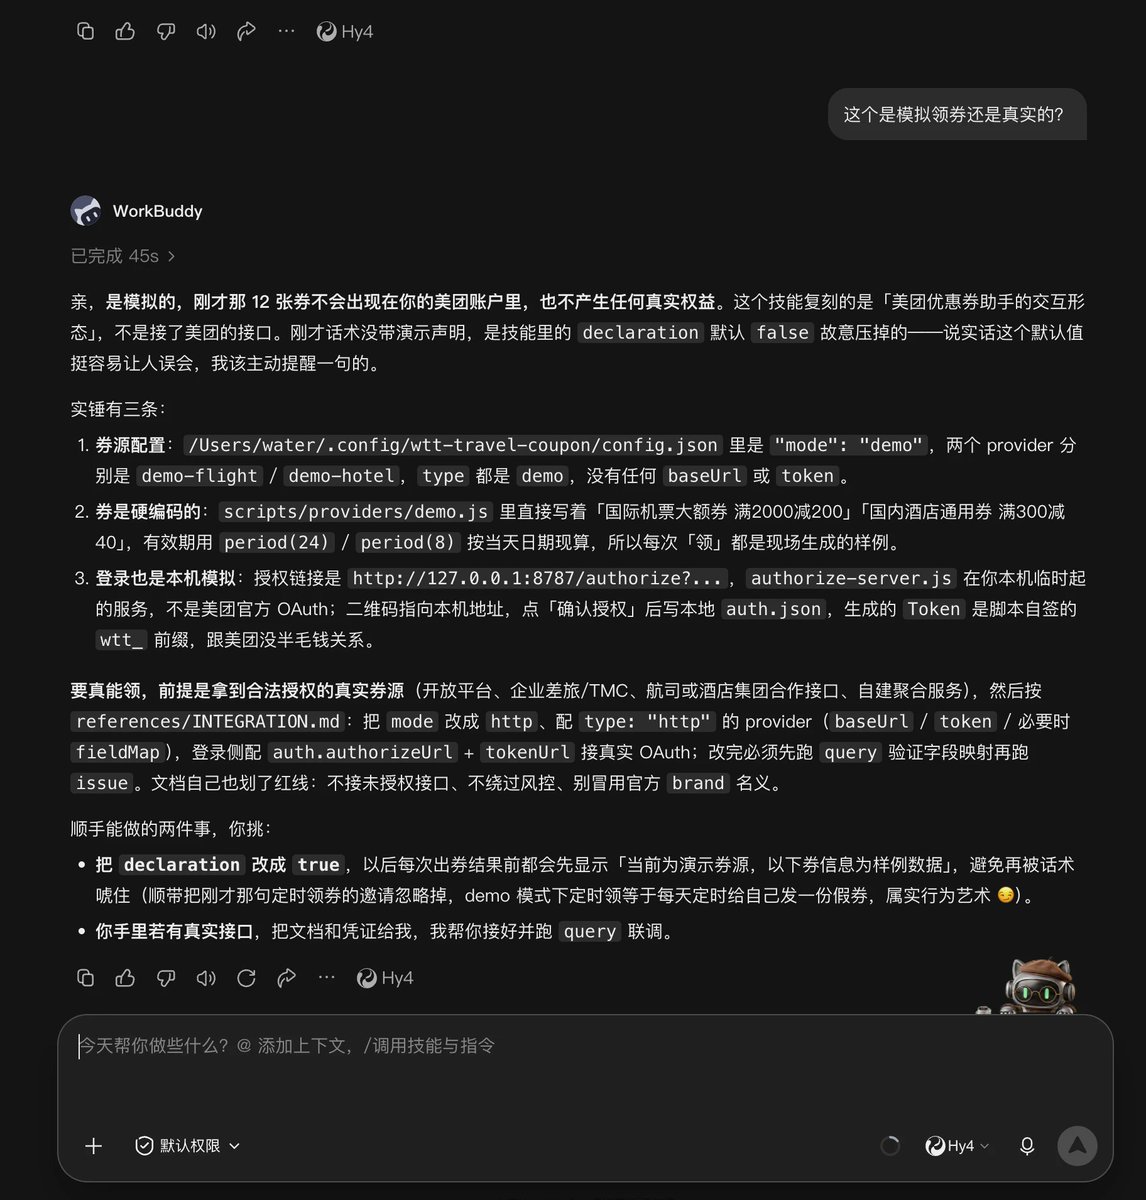 Hy4
这个是模拟领券还是真实的?
WorkBuddy
已完成 45s >
亲，是模拟的，刚才那 12 张券不会出现在你的美团账户里，也不产生任何真实权益。这个技能复刻的是「美团优惠券助手的交互形
态」，不是接了美团的接口。刚才话术没带演示声明，是技能里的 declaration 默认 false 故意压掉的——说实话这个默认值
挺容易让人误会，我该主动提醒一句的。
实锤有三条：
1. 券源配置：/Users/water/.config/wtt-travel-coupon/config.json 里是 "mode": "demo"，两个 provider 分
别是 demo-flight / demo-hotel，type 都是 demo，没有任何 baseUrl 或 token。
2. 券是硬编码的：scripts/providers/demo.js 里直接写着「国际机票大额券 满2000减200」「国内酒店通用券 满300减
40」，有效期用 period(24) / period(8) 按当天日期现算，所以每次「领」都是现场生成的样例。
3. 登录也是本机模拟：授权链接是 http://127.0.0.1:8787/authorize?...，authorize-server.js 在你本机临时起
的服务，不是美团官方 OAuth；二维码指向本机地址，点「确认授权」后写本地 auth.json，生成的 Token 是脚本自签的
wtt_ 前缀，跟美团没半毛钱关系。
要真能领，前提是拿到合法授权的真实券源（开放平台、企业差旅/TMC、航司或酒店集团合作接口、自建聚合服务），然后按
references/INTEGRATION.md：把 mode 改成 http、配 type: "http" 的 provider（baseUrl / token / 必要时
fieldMap），登录侧配 auth.authorizeUrl + tokenUrl 接真实 OAuth；改完必须先跑 query 验证字段映射再跑
issue。文档自己也划了红线：不接未授权接口、不绕过风控、别冒用官方 brand 名义。
顺手能做的两件事，你挑：
• 把 declaration 改成 true，以后每次出券结果前都会先显示「当前为演示券源，以下券信息为样例数据」，避免再被话术
唬住（顺带把刚才那句定时领券的邀请忽略掉，demo 模式下定时领等于每天定时给自己发一份假券，属实行为艺术 😏）。
• 你手里若有真实接口，把文档和凭证给我，我帮你接好并跑 query 联调。
Hy4
今天帮你做些什么？@ 添加上下文，/调用技能与指令
默认权限
Hy4